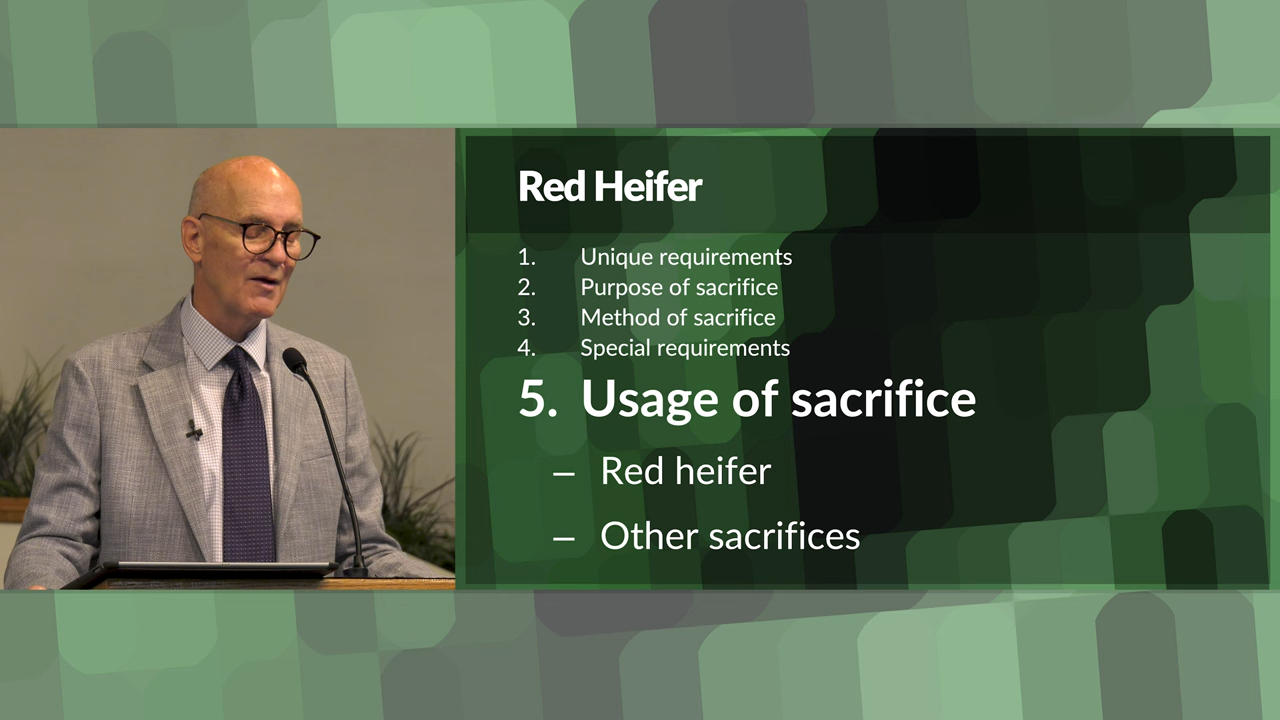 Red Heifer
1. Unique requirements
2. Purpose of sacrifice
3. Method of sacrifice
4. Special requirements
5. Usage of sacrifice
– Red heifer
– Other sacrifices